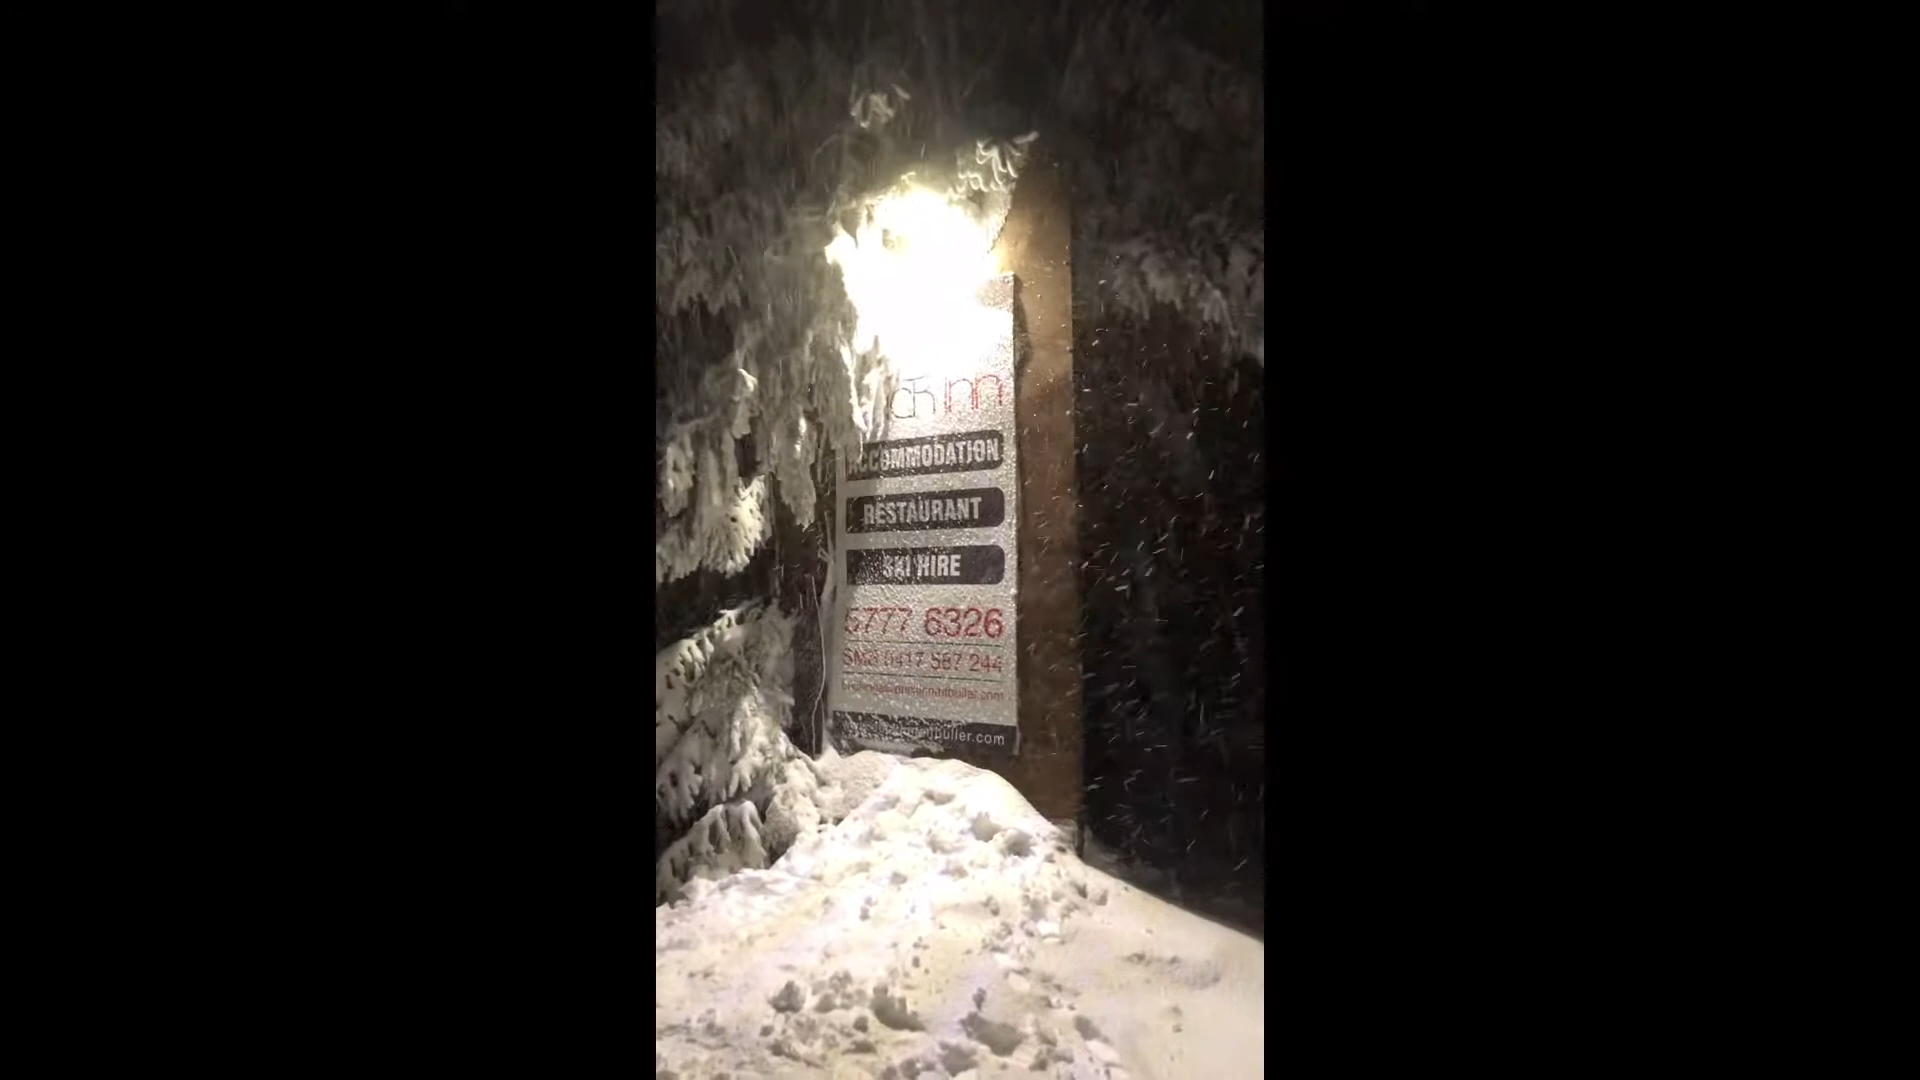 Inn
ACCOMMODATION
RESTAURANT
SKI HIRE
5777 6326
SMS 0417 587 244